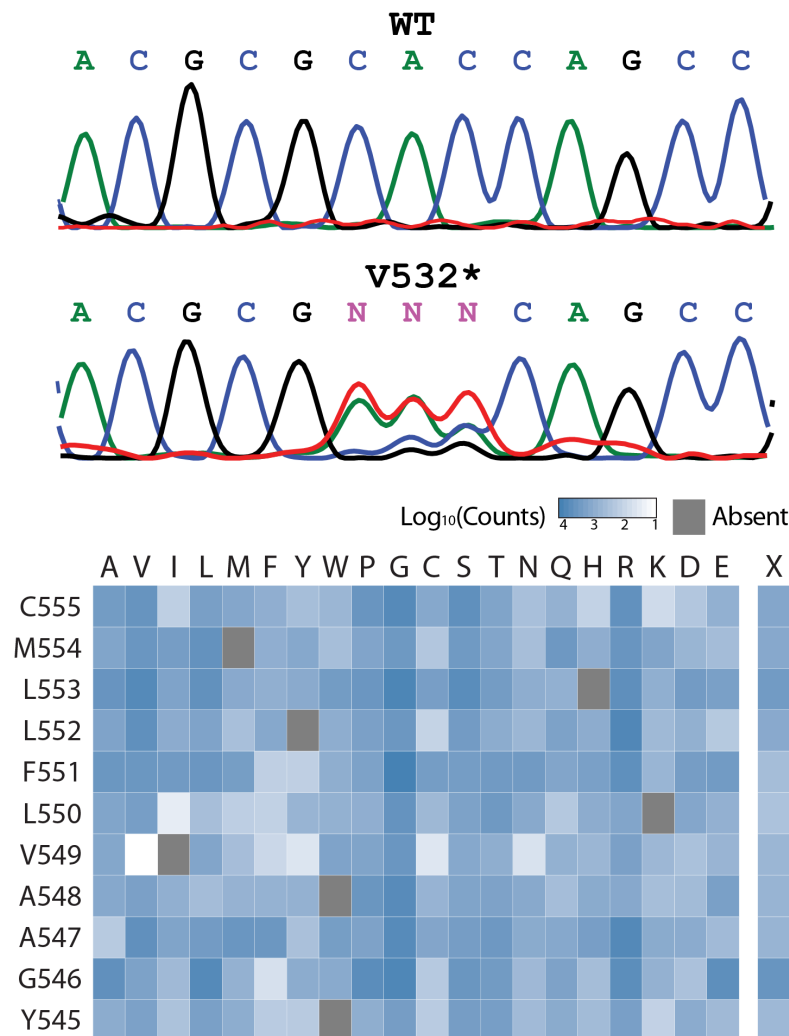 WT
A C G C G C A C C A G C C
V532*
A C G C G N N N C A G C C
Log₁₀(Counts) 4 3 2 1 Absent
A V I L M F Y W P G C S T N Q H R K D E X
C555
M554
L553
L552
F551
L550
V549
A548
A547
G546
Y545